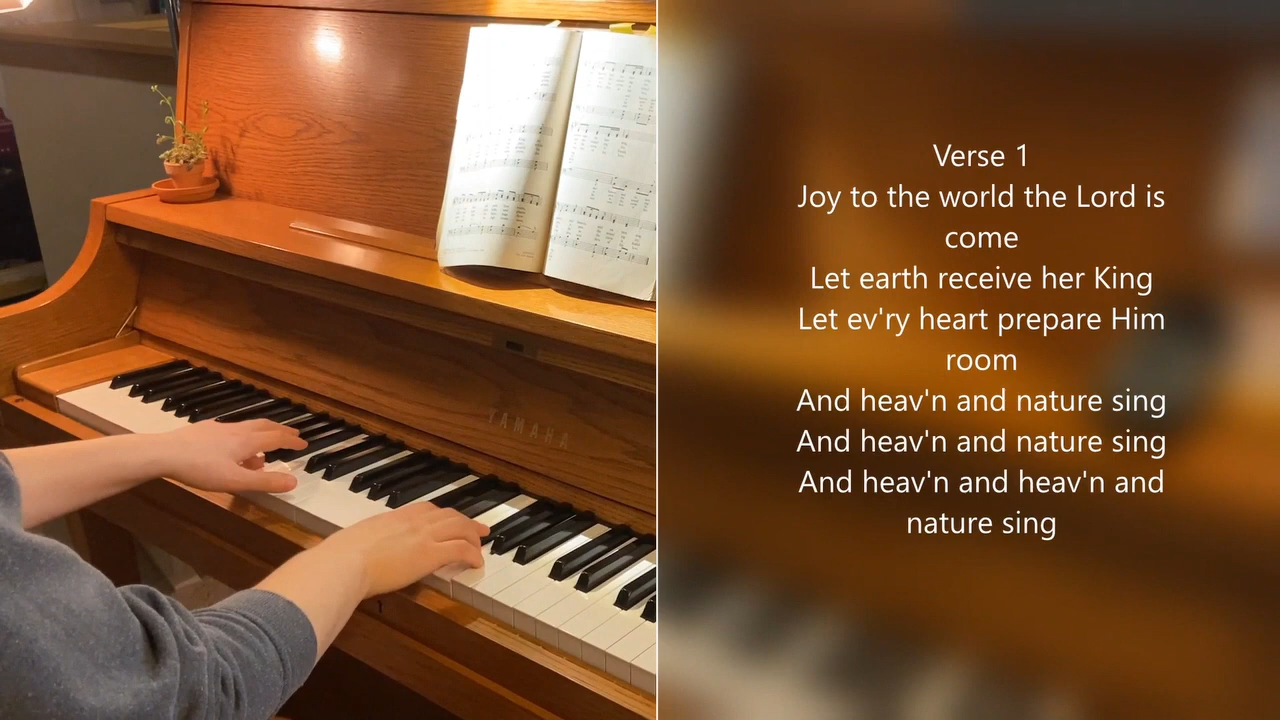 YAMAHA
Verse 1
Joy to the world the Lord is
come
Let earth receive her King
Let ev'ry heart prepare Him
room
And heav'n and nature sing
And heav'n and nature sing
And heav'n and heav'n and
nature sing